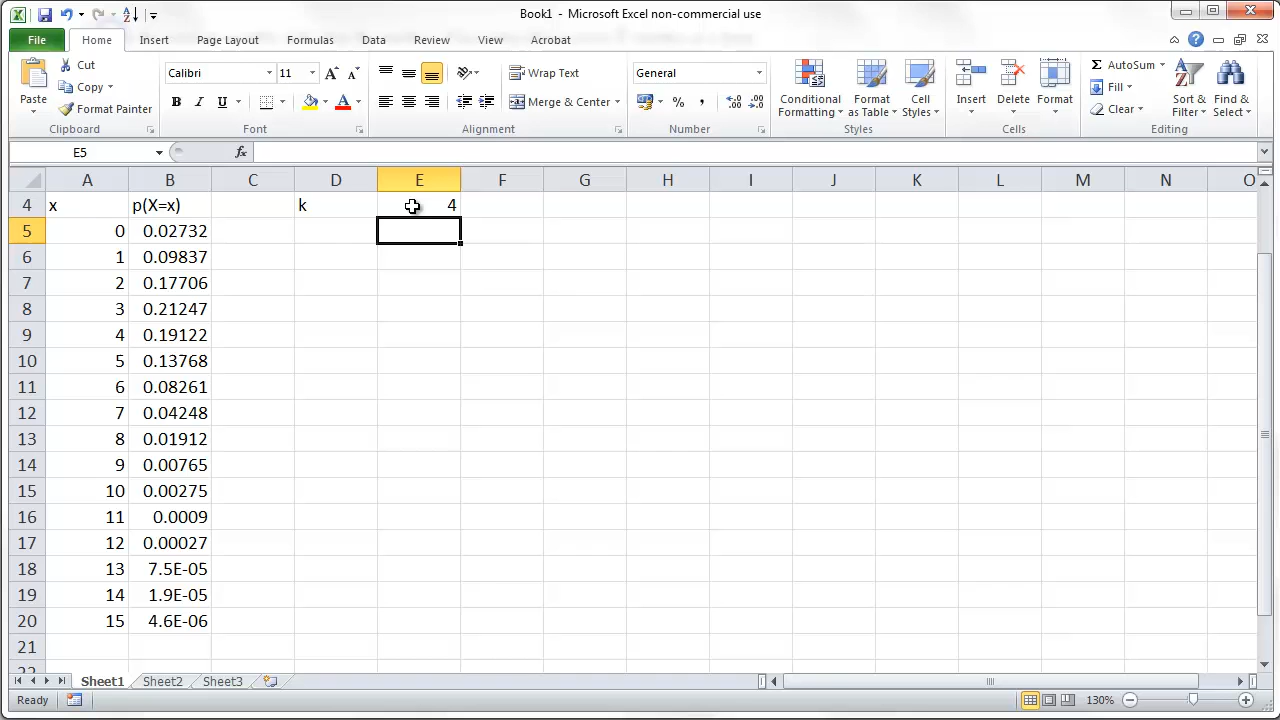 Book1 - Microsoft Excel non-commercial use
File Home Insert Page Layout Formulas Data Review View Acrobat
Paste
Cut
Copy
Format Painter
Clipboard
Calibri 11
B I U
Font
Wrap Text
Merge & Center
Alignment
General
Number
Conditional Formatting
Format as Table
Cell Styles
Styles
Insert
Delete
Format
Cells
AutoSum
Fill
Clear
Sort & Filter
Find & Select
Editing
E5 fx
A B C D E F G H I J K L M N O
4 x p(X=x) k 4
5 0 0.02732
6 1 0.09837
7 2 0.17706
8 3 0.21247
9 4 0.19122
10 5 0.13768
11 6 0.08261
12 7 0.04248
13 8 0.01912
14 9 0.00765
15 10 0.00275
16 11 0.0009
17 12 0.00027
18 13 7.5E-05
19 14 1.9E-05
20 15 4.6E-06
21
22
Sheet1 Sheet2 Sheet3
Ready 130%